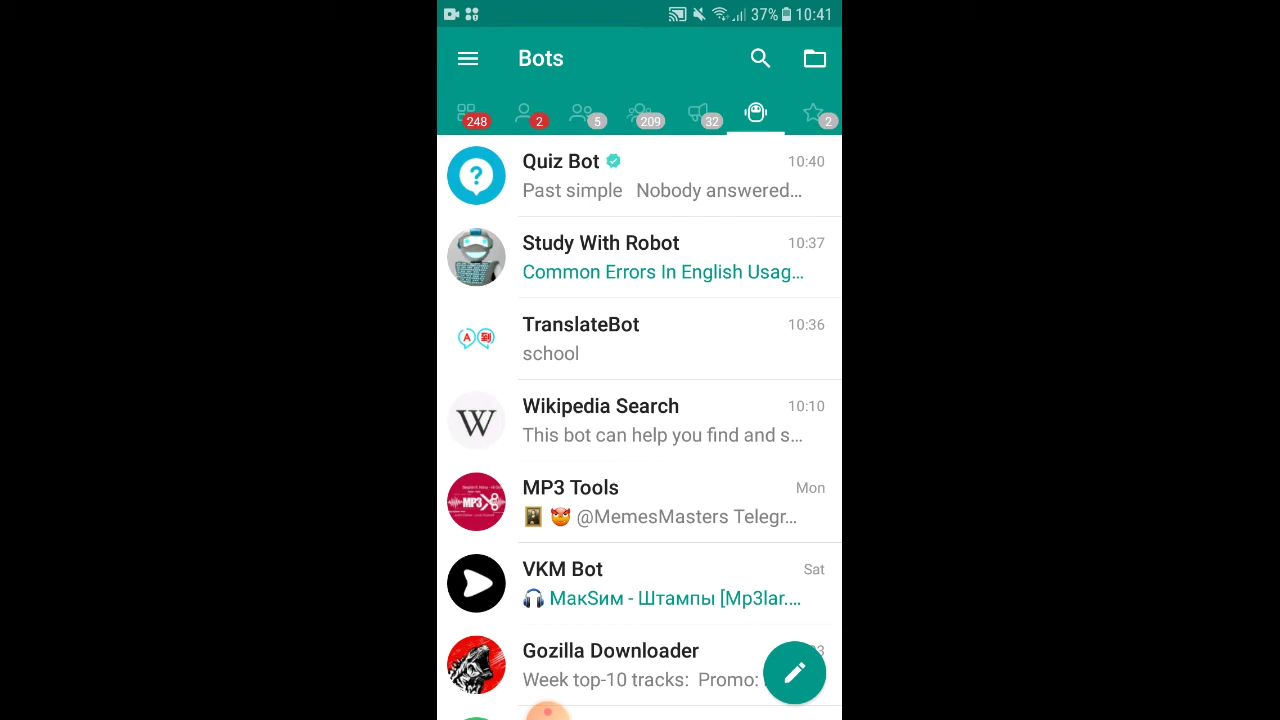 37% 10:41
Bots
248 2 5 209 32 2
Quiz Bot 10:40
Past simple Nobody answered…
Study With Robot 10:37
Common Errors In English Usag…
TranslateBot 10:36
school
Wikipedia Search 10:10
This bot can help you find and s…
MP3 Tools Mon
@MemesMasters Telegr…
VKM Bot Sat
МакSим - Штампы [Mp3lar.…
Gozilla Downloader
Week top-10 tracks: Promo:
A 到
W
MP3